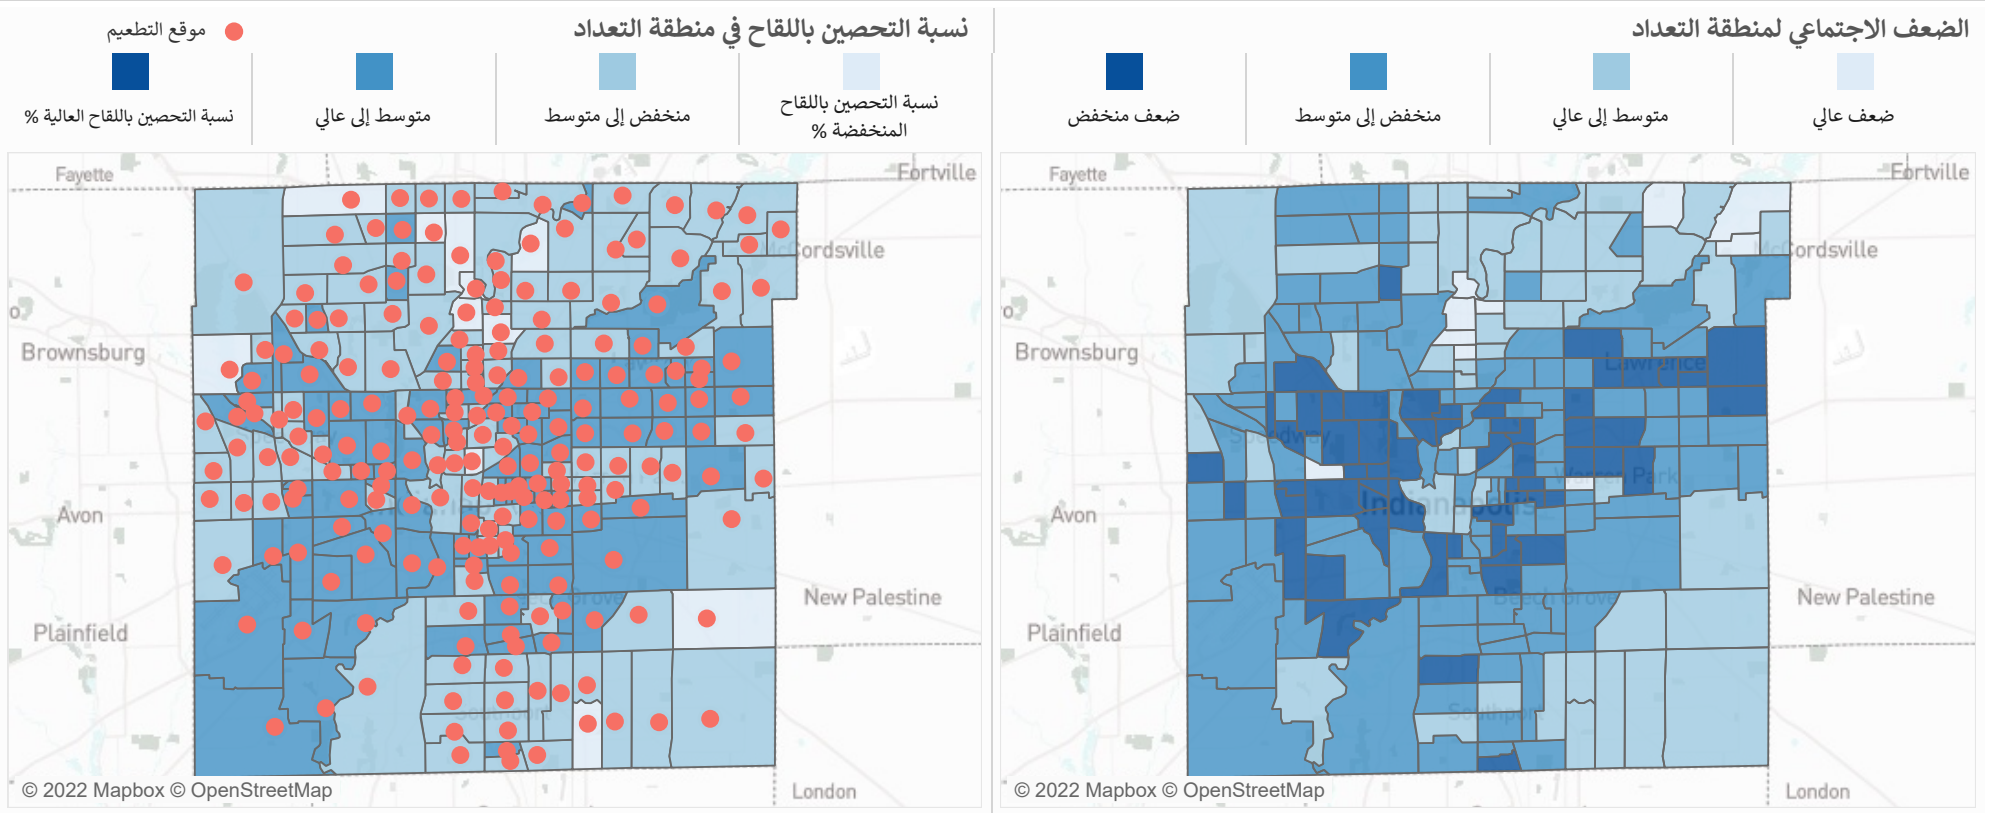 الضعف الاجتماعي لمنطقة التعداد
ضعف عالي
متوسط إلى عالي
منخفض إلى متوسط
ضعف منخفض
Fayette
Fortville
McCordsville
Brownsburg
Lawrence
Speedway
Warren Park
Indianapolis
Avon
Beech Grove
New Palestine
Plainfield
Southport
London
© 2022 Mapbox © OpenStreetMap
نسبة التحصين باللقاح في منطقة التعداد
موقع التطعيم
نسبة التحصين باللقاح
المنخفضة %
منخفض إلى متوسط
متوسط إلى عالي
نسبة التحصين باللقاح العالية %
Fayette
Fortville
McCordsville
Brownsburg
Avon
New Palestine
Plainfield
Southport
London
© 2022 Mapbox © OpenStreetMap